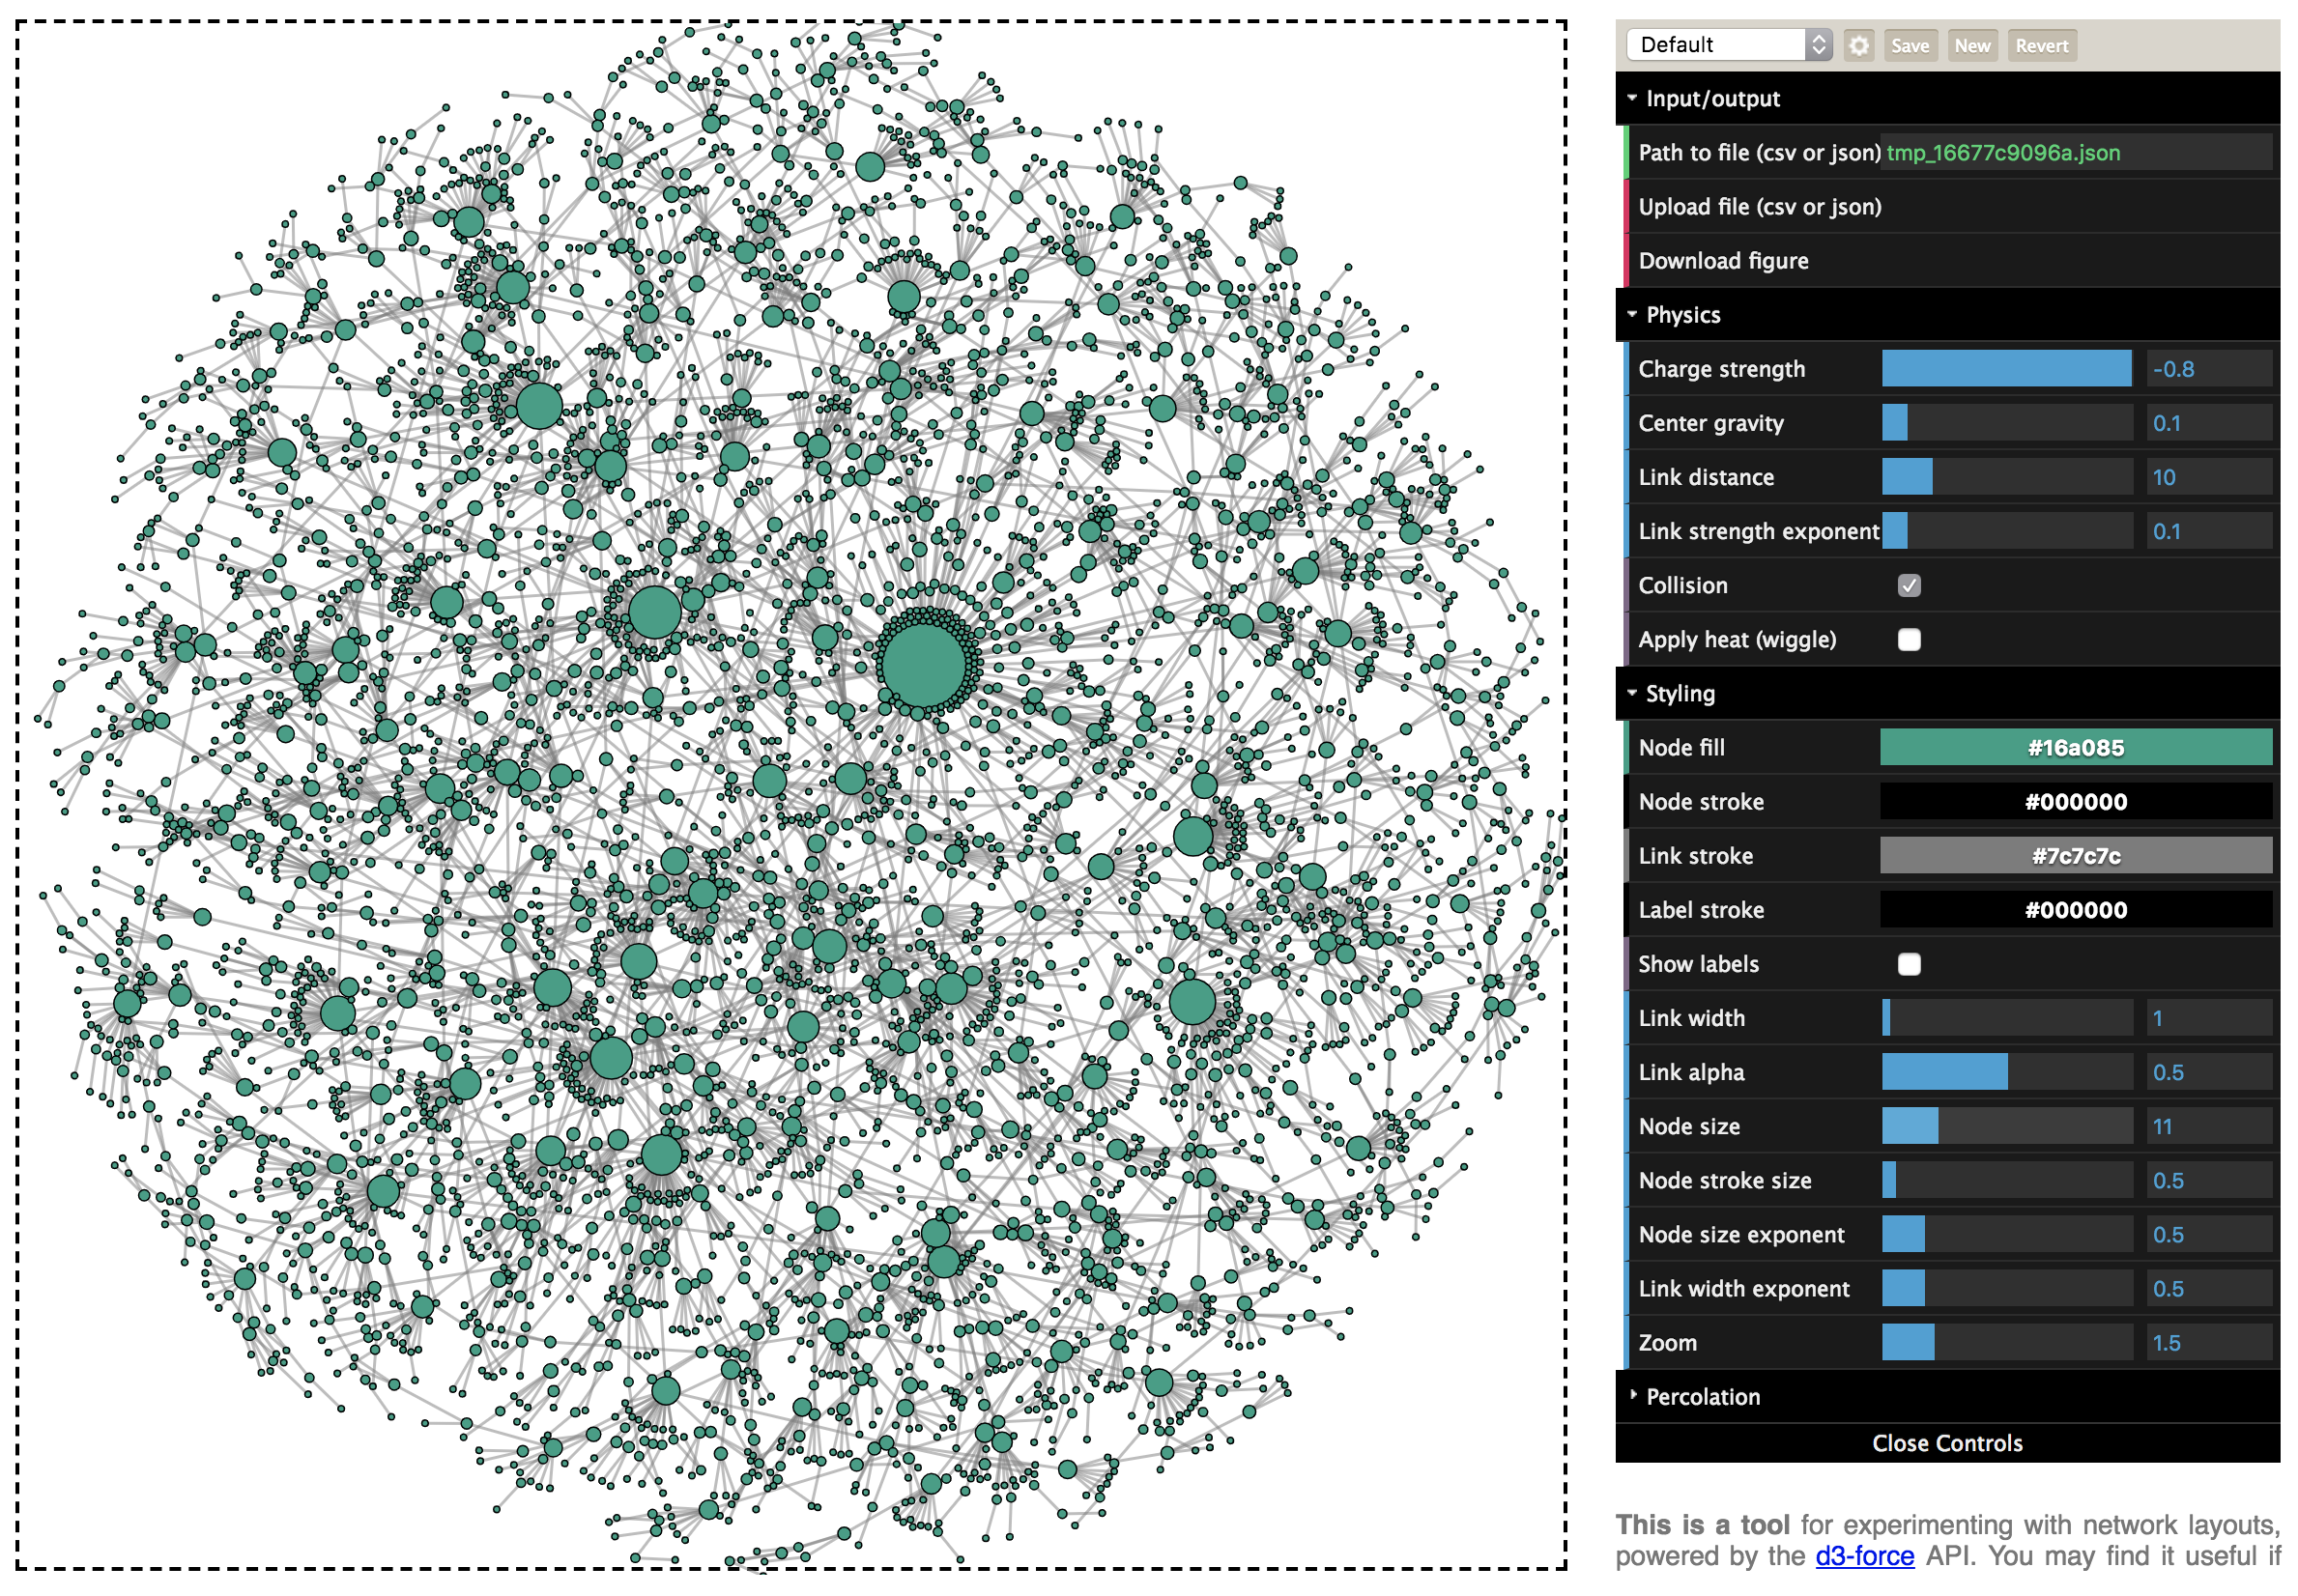 Default Save New Revert
Input/output
Path to file (csv or json) tmp_16677c9096a.json
Upload file (csv or json)
Download figure
Physics
Charge strength -0.8
Center gravity 0.1
Link distance 10
Link strength exponent 0.1
Collision
Apply heat (wiggle)
Styling
Node fill #16a085
Node stroke #000000
Link stroke #7c7c7c
Label stroke #000000
Show labels
Link width 1
Link alpha 0.5
Node size 11
Node stroke size 0.5
Node size exponent 0.5
Link width exponent 0.5
Zoom 1.5
Percolation
Close Controls
This is a tool for experimenting with network layouts,
powered by the d3-force API. You may find it useful if